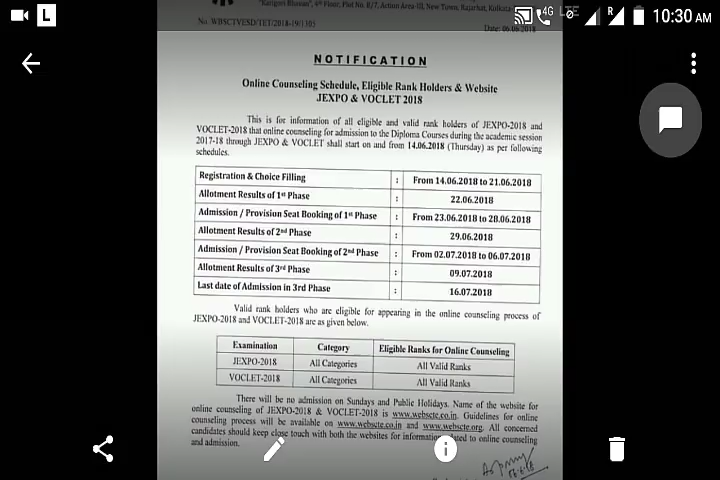 L
4G
LTE
R
10:30 AM
"Karigori Bhavan", 4th Floor, Plot No. B/7, Action Area-III, New Town, Rajarhat, Kolkata
No. WBSCTVESD/TET/2018-19/1305
Date: 06.06.2018
NOTIFICATION
Online Counseling Schedule, Eligible Rank Holders & Website
JEXPO & VOCLET 2018
This is for information of all eligible and valid rank holders of JEXPO-2018 and
VOCLET-2018 that online counseling for admission to the Diploma Courses during the academic session
2017-18 through JEXPO & VOCLET shall start on and from 14.06.2018 (Thursday) as per following
schedules.
Registration & Choice Filling : From 14.06.2018 to 21.06.2018
Allotment Results of 1st Phase : 22.06.2018
Admission / Provision Seat Booking of 1st Phase : From 23.06.2018 to 28.06.2018
Allotment Results of 2nd Phase : 29.06.2018
Admission / Provision Seat Booking of 2nd Phase : From 02.07.2018 to 06.07.2018
Allotment Results of 3rd Phase : 09.07.2018
Last date of Admission in 3rd Phase : 16.07.2018
Valid rank holders who are eligible for appearing in the online counseling process of
JEXPO-2018 and VOCLET-2018 are as given below.
Examination Category Eligible Ranks for Online Counseling
JEXPO-2018 All Categories All Valid Ranks
VOCLET-2018 All Categories All Valid Ranks
There will be no admission on Sundays and Public Holidays. Name of the website for
online counseling of JEXPO-2018 & VOCLET-2018 is www.webscte.co.in. Guidelines for online
counseling process will be available on www.webscte.co.in and www.webscte.org. All concerned
candidates should keep close touch with both the websites for information to online counseling
and admission.
06.6.18